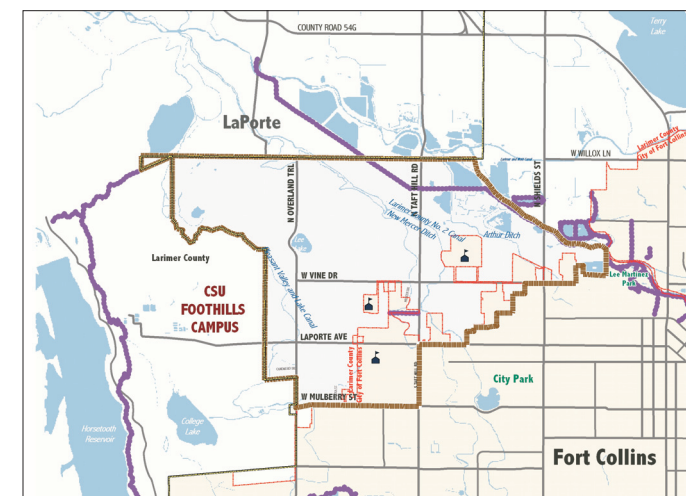 COUNTY ROAD 54G
Terry
Lake
LaPorte
Larimer County
City of Fort Collins
W WILLOX LN
N OVERLAND TRL
N TAFT HILL RD
N SHIELDS ST
Larimer County No. 2 Canal
New Mercer Ditch
Arthur Ditch
Larimer County
Pleasant Valley and Lake Canal
Lee Martinez
Park
W VINE DR
CSU
FOOTHILLS
CAMPUS
LAPORTE AVE
Larimer County
City of Fort Collins
City Park
W MULBERRY ST
Horsetooth
Reservoir
College
Lake
Fort Collins